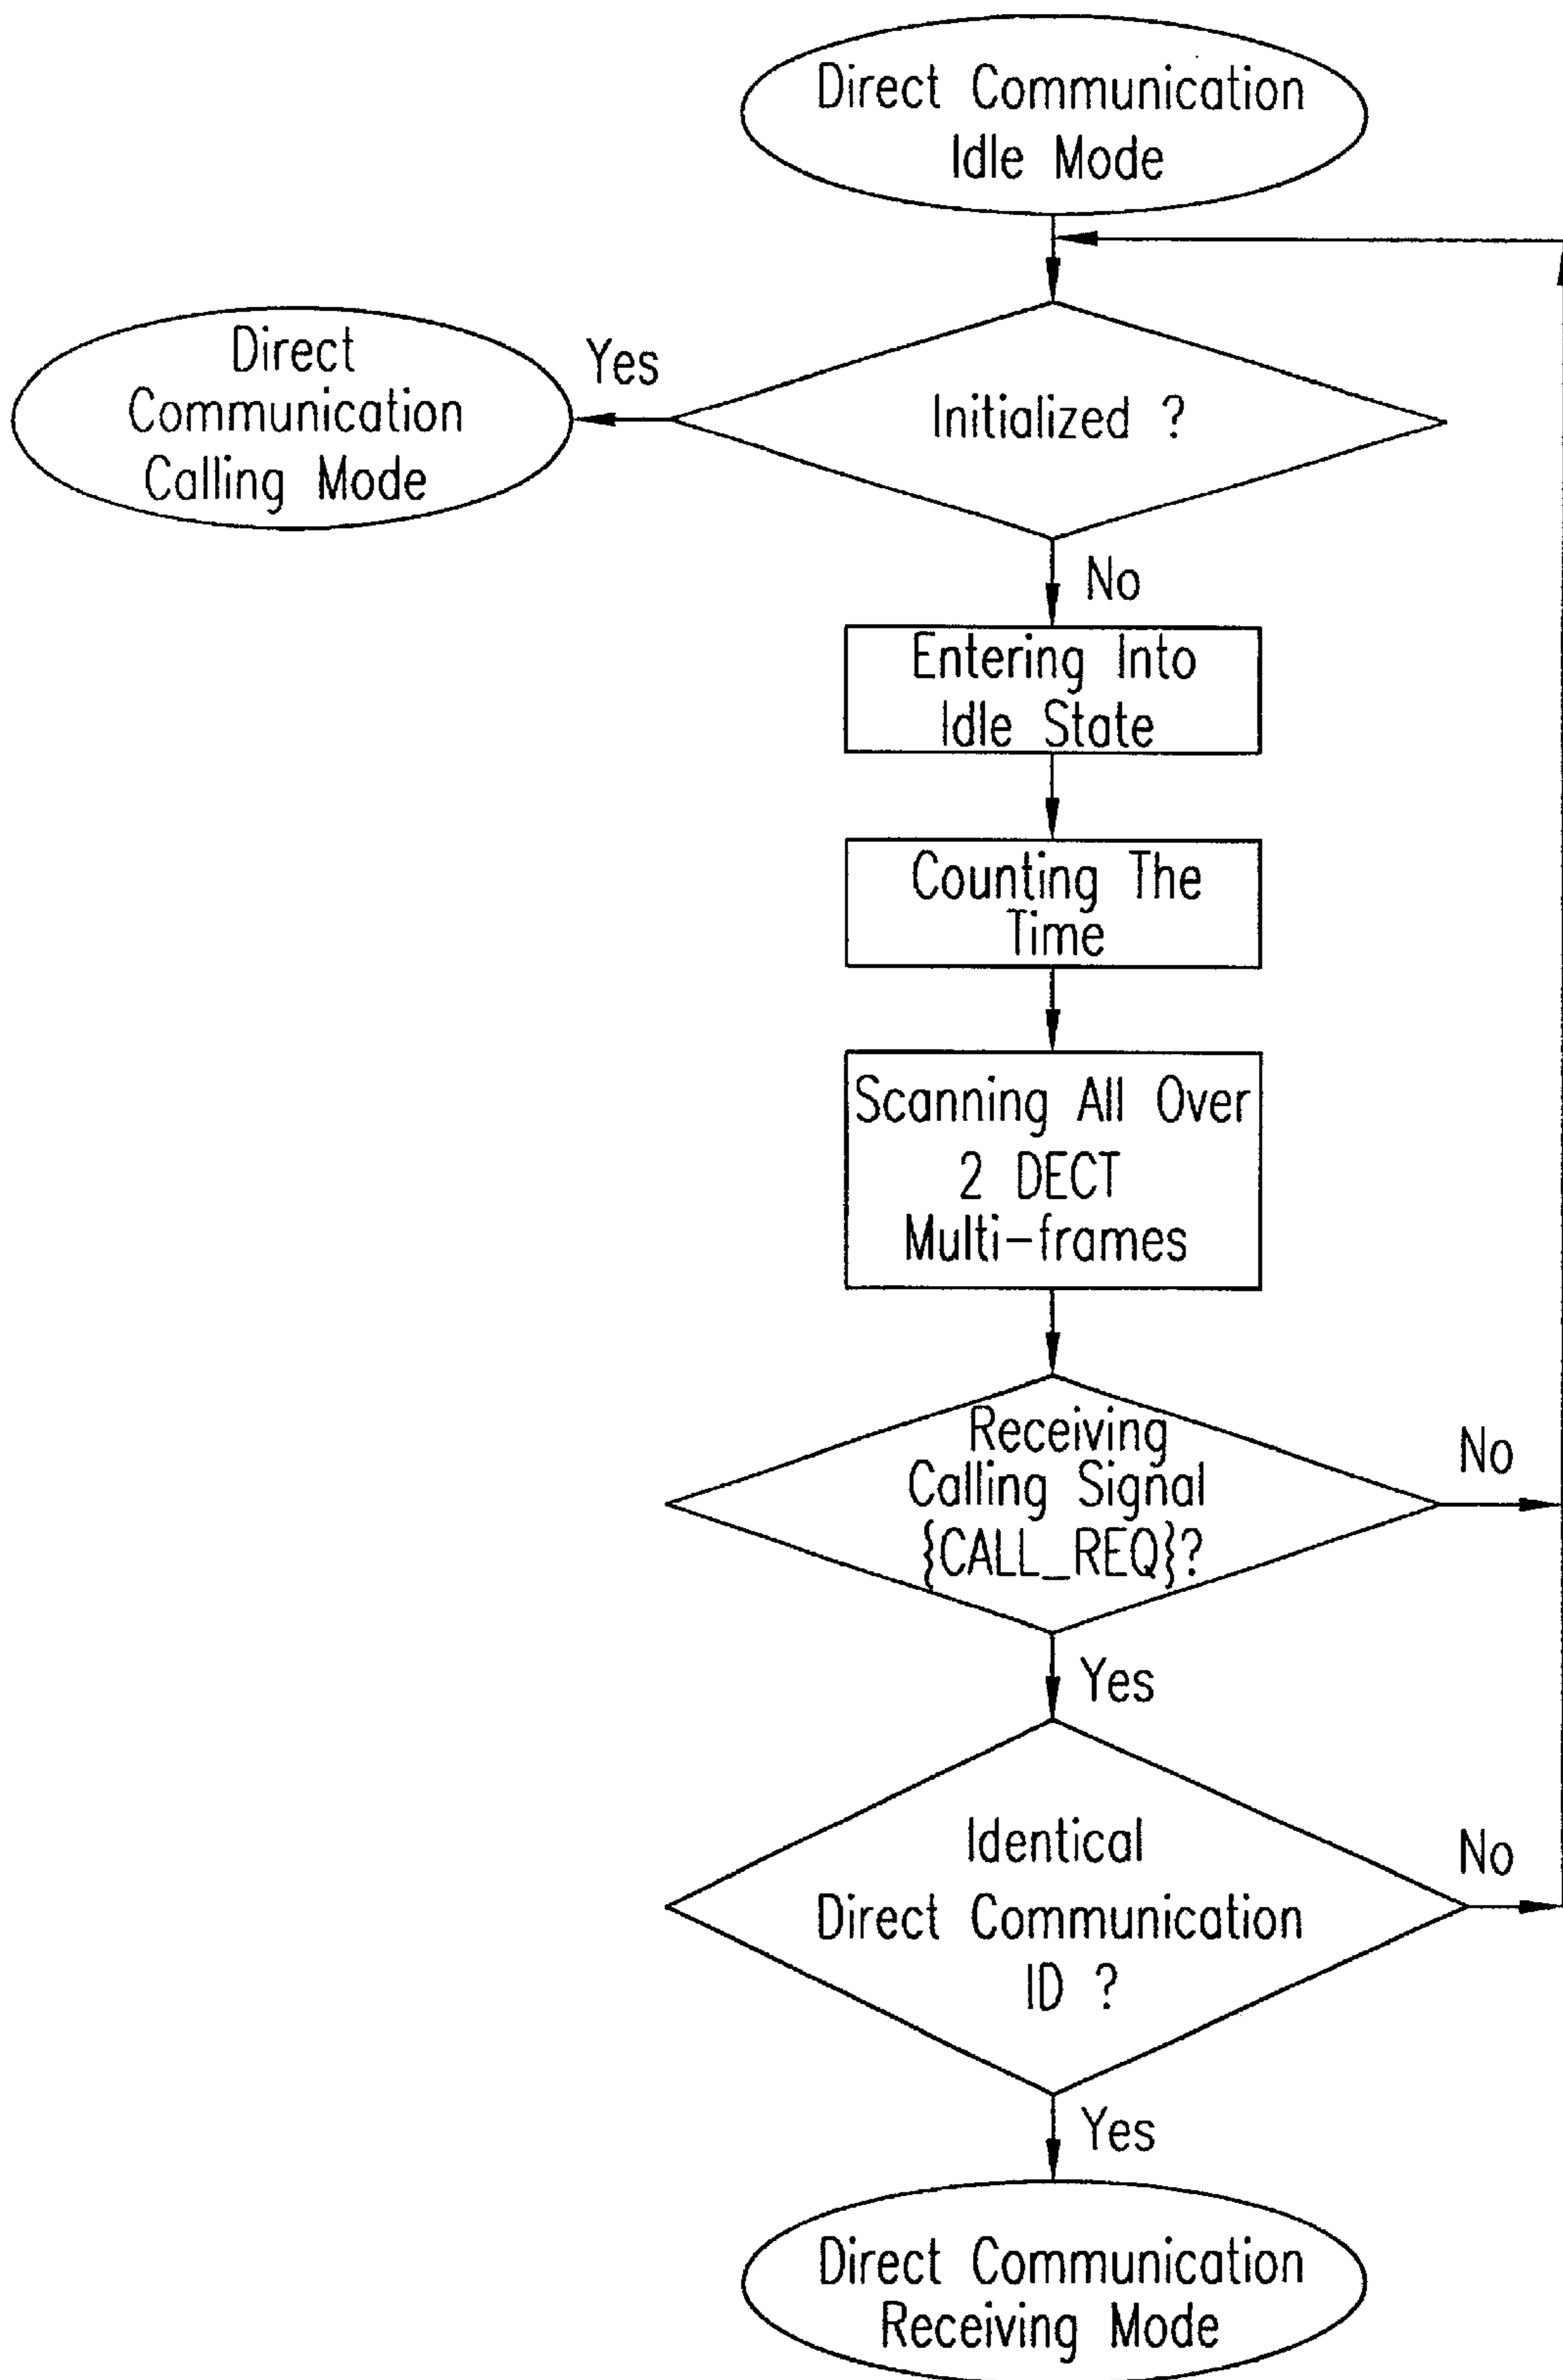 Direct Communication
Idle Mode
Direct
Communication
Calling Mode
Yes
Initialized ?
No
Entering Into
Idle State
Counting The
Time
Scanning All Over
2 DECT
Multi-frames
Receiving
Calling Signal
{CALL_REQ}?
No
Yes
Identical
Direct Communication
ID ?
No
Yes
Direct Communication
Receiving Mode